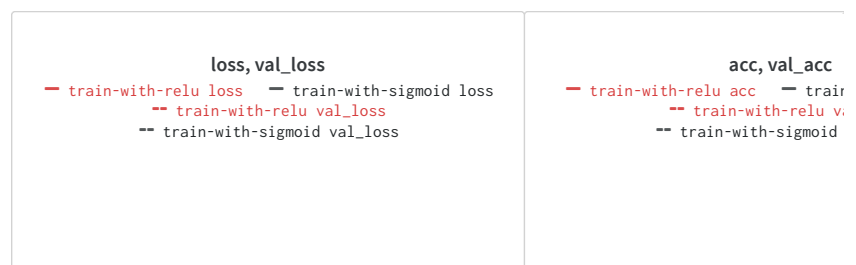 loss, val_loss
train-with-relu loss train-with-sigmoid loss
-- train-with-relu val_loss
-- train-with-sigmoid val_loss
acc, val_acc
train-with-relu acc
-- train-with-relu
-- train-with-sigmoid